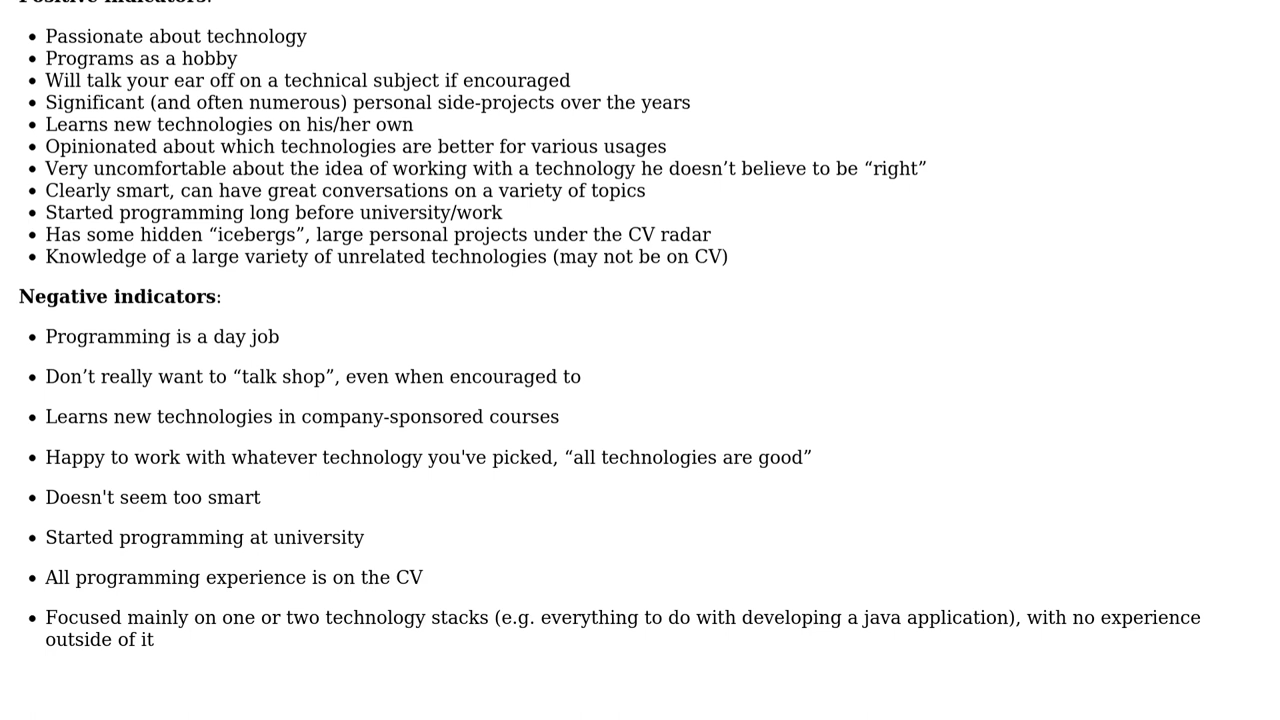 Positive indicators:
• Passionate about technology
• Programs as a hobby
• Will talk your ear off on a technical subject if encouraged
• Significant (and often numerous) personal side-projects over the years
• Learns new technologies on his/her own
• Opinionated about which technologies are better for various usages
• Very uncomfortable about the idea of working with a technology he doesn’t believe to be “right”
• Clearly smart, can have great conversations on a variety of topics
• Started programming long before university/work
• Has some hidden “icebergs”, large personal projects under the CV radar
• Knowledge of a large variety of unrelated technologies (may not be on CV)
Negative indicators:
• Programming is a day job
• Don’t really want to “talk shop”, even when encouraged to
• Learns new technologies in company-sponsored courses
• Happy to work with whatever technology you've picked, “all technologies are good”
• Doesn't seem too smart
• Started programming at university
• All programming experience is on the CV
• Focused mainly on one or two technology stacks (e.g. everything to do with developing a java application), with no experience
outside of it